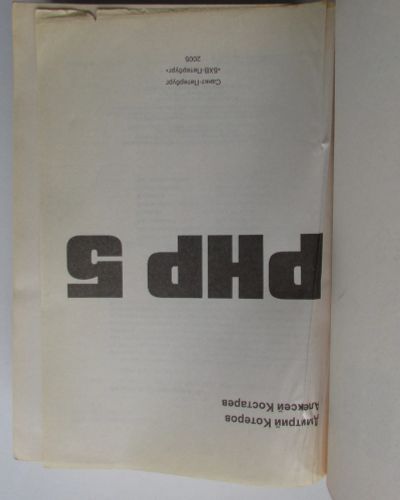 Дмитрий Котеров
Алексей Костарев
PHP 5
Санкт-Петербург
«БХВ-Петербург»
2005